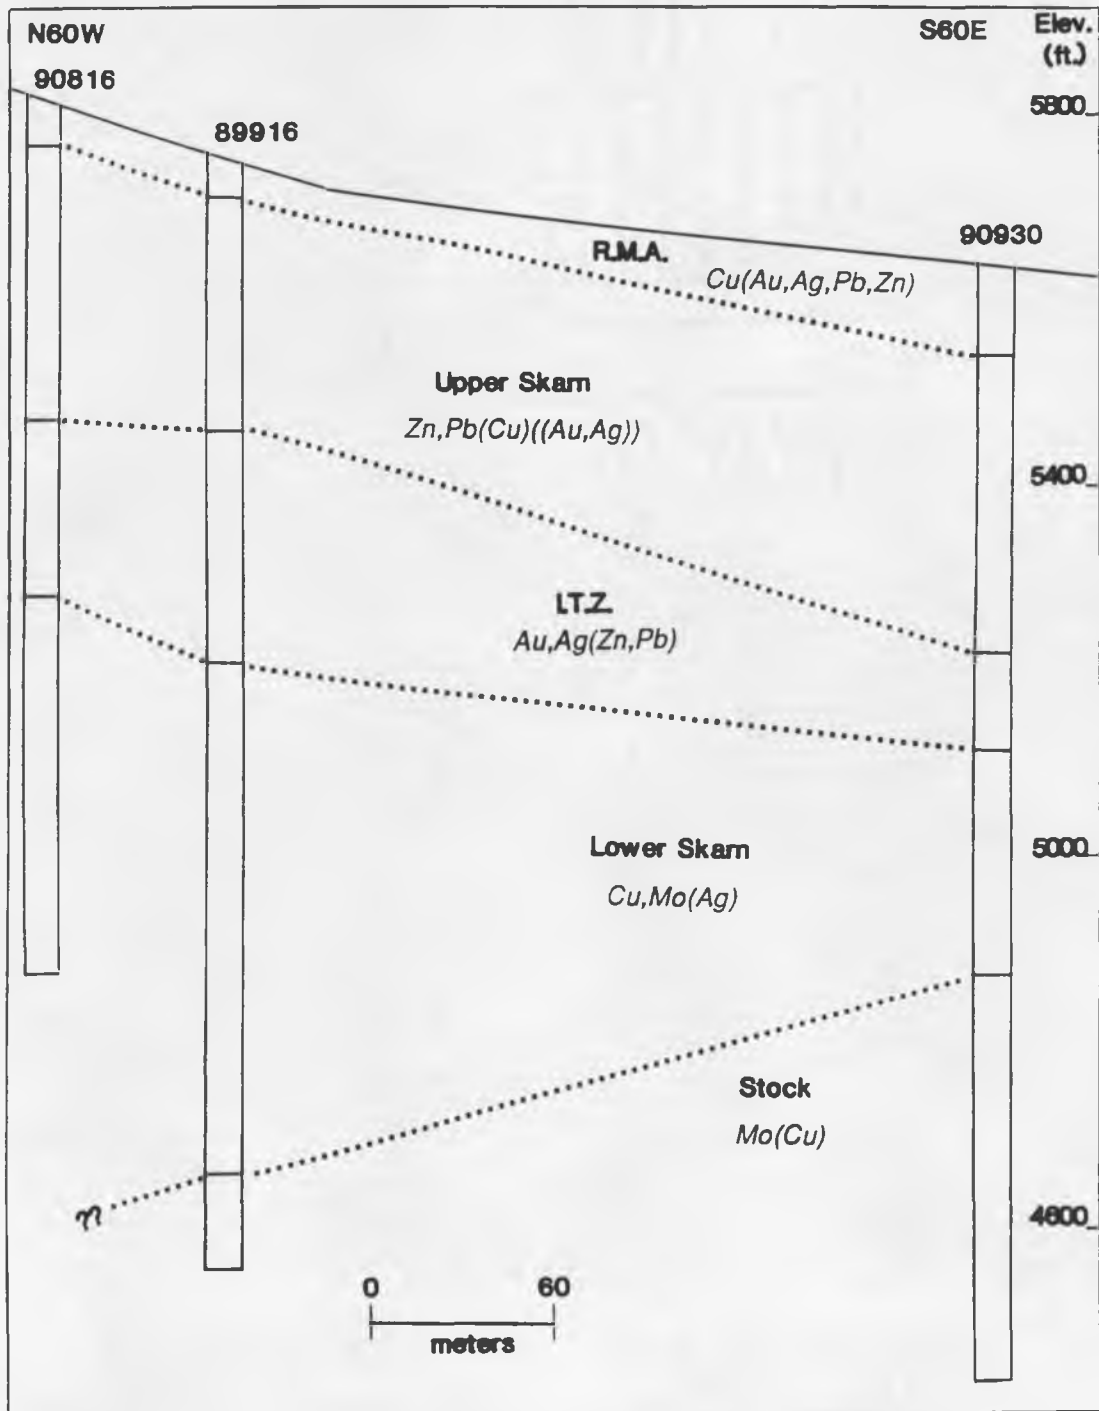 N60W
S60E
Elev.
(ft.)
90816
5800
89916
90930
R.M.A.
Cu(Au,Ag,Pb,Zn)
Upper Skarn
Zn,Pb(Cu)((Au,Ag))
5400
I.T.Z.
Au,Ag(Zn,Pb)
Lower Skarn
5000
Cu,Mo(Ag)
Stock
Mo(Cu)
??
4600
0 60
meters